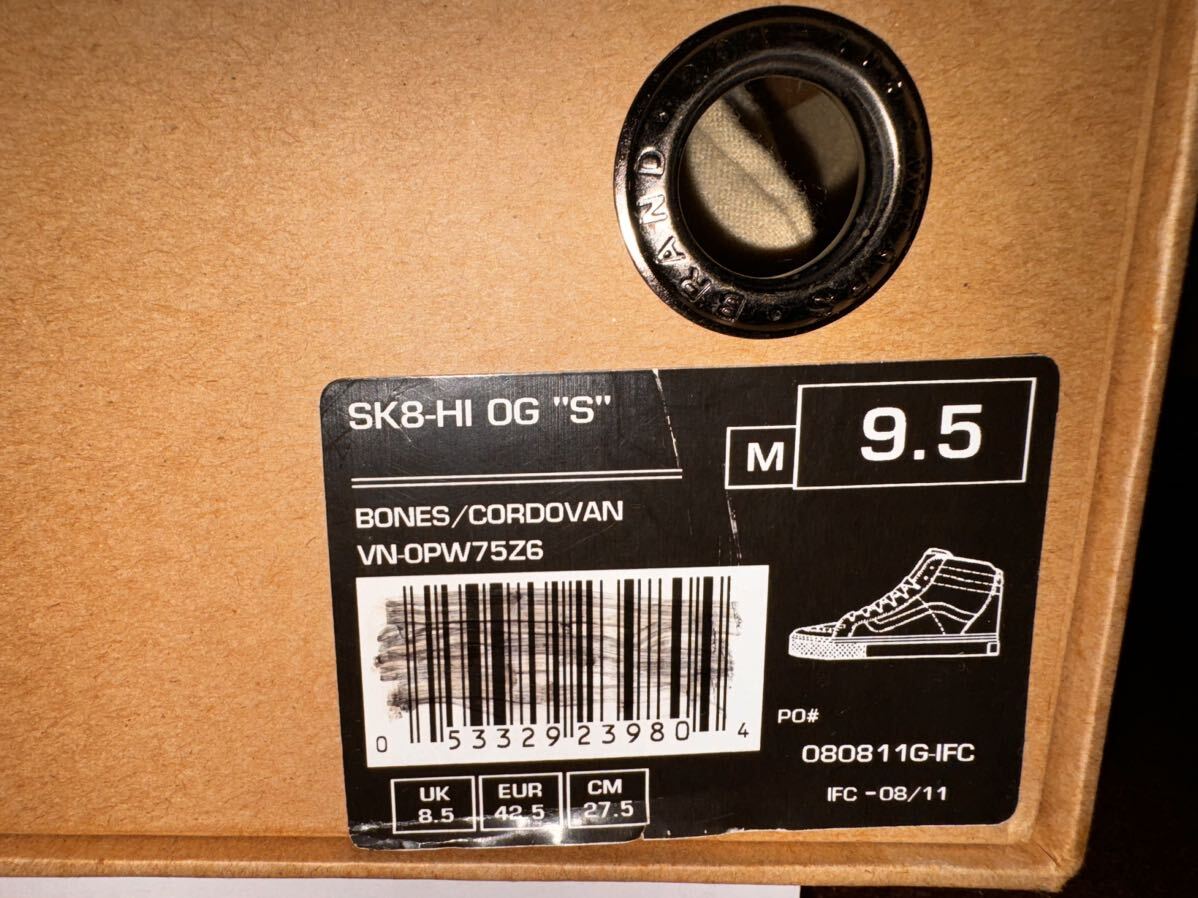 BRAND
SK8-HI OG "S"
M 9.5
BONES/CORDOVAN
VN-0PW75Z6
0 53329 23980 4
PO#
080811G-IFC
IFC -08/11
UK
8.5
EUR
42.5
CM
27.5